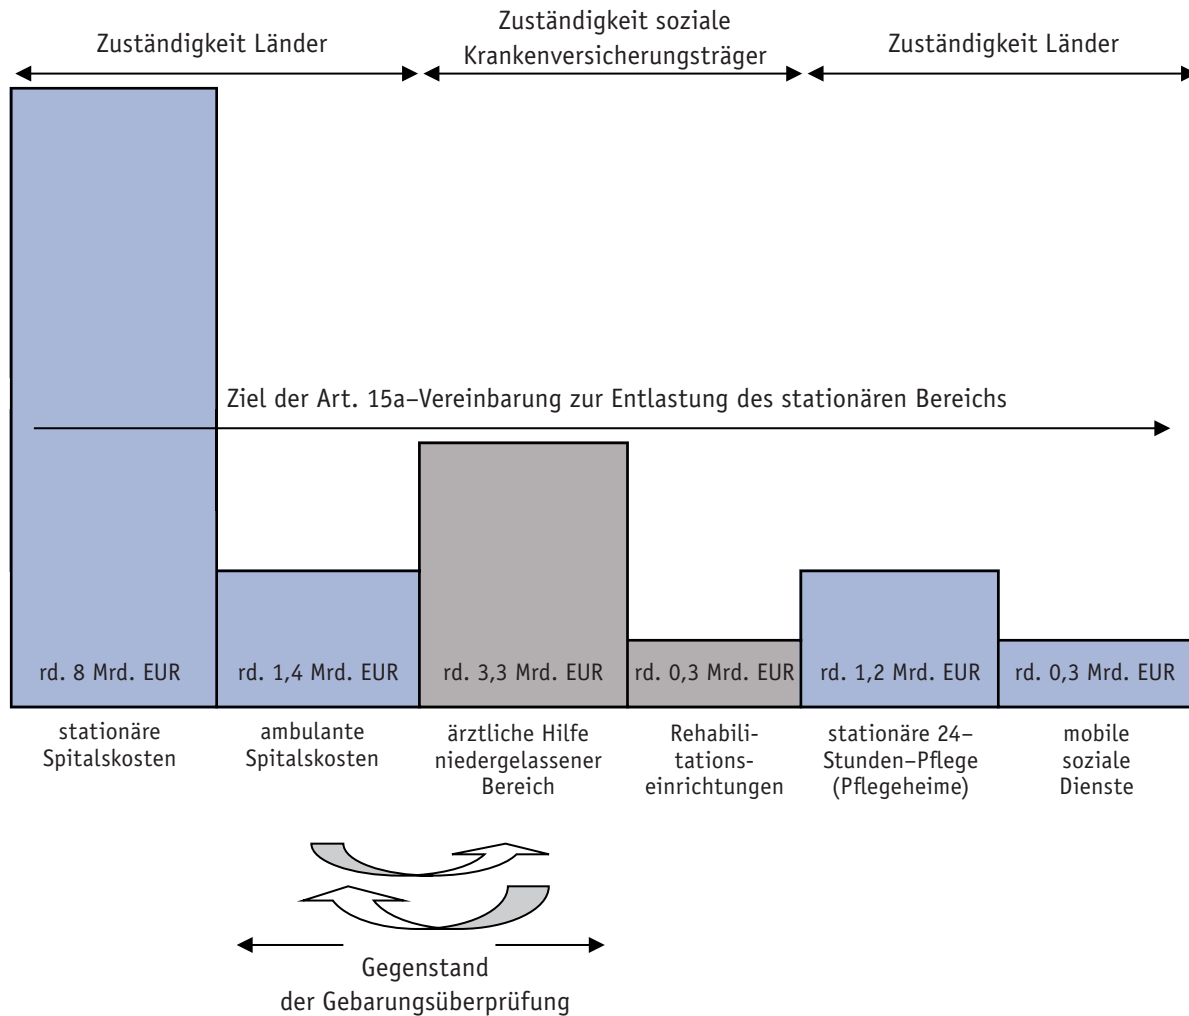 Zuständigkeit Länder
Zuständigkeit soziale
Krankenversicherungsträger
Zuständigkeit Länder
Ziel der Art. 15a–Vereinbarung zur Entlastung des stationären Bereichs
rd. 8 Mrd. EUR
rd. 1,4 Mrd. EUR
rd. 3,3 Mrd. EUR
rd. 0,3 Mrd. EUR
rd. 1,2 Mrd. EUR
rd. 0,3 Mrd. EUR
stationäre
Spitalskosten
ambulante
Spitalskosten
ärztliche Hilfe
niedergelassener
Bereich
Rehabili-
tations-
einrichtungen
stationäre 24–
Stunden–Pflege
(Pflegeheime)
mobile
soziale
Dienste
Gegenstand
der Gebarungsüberprüfung